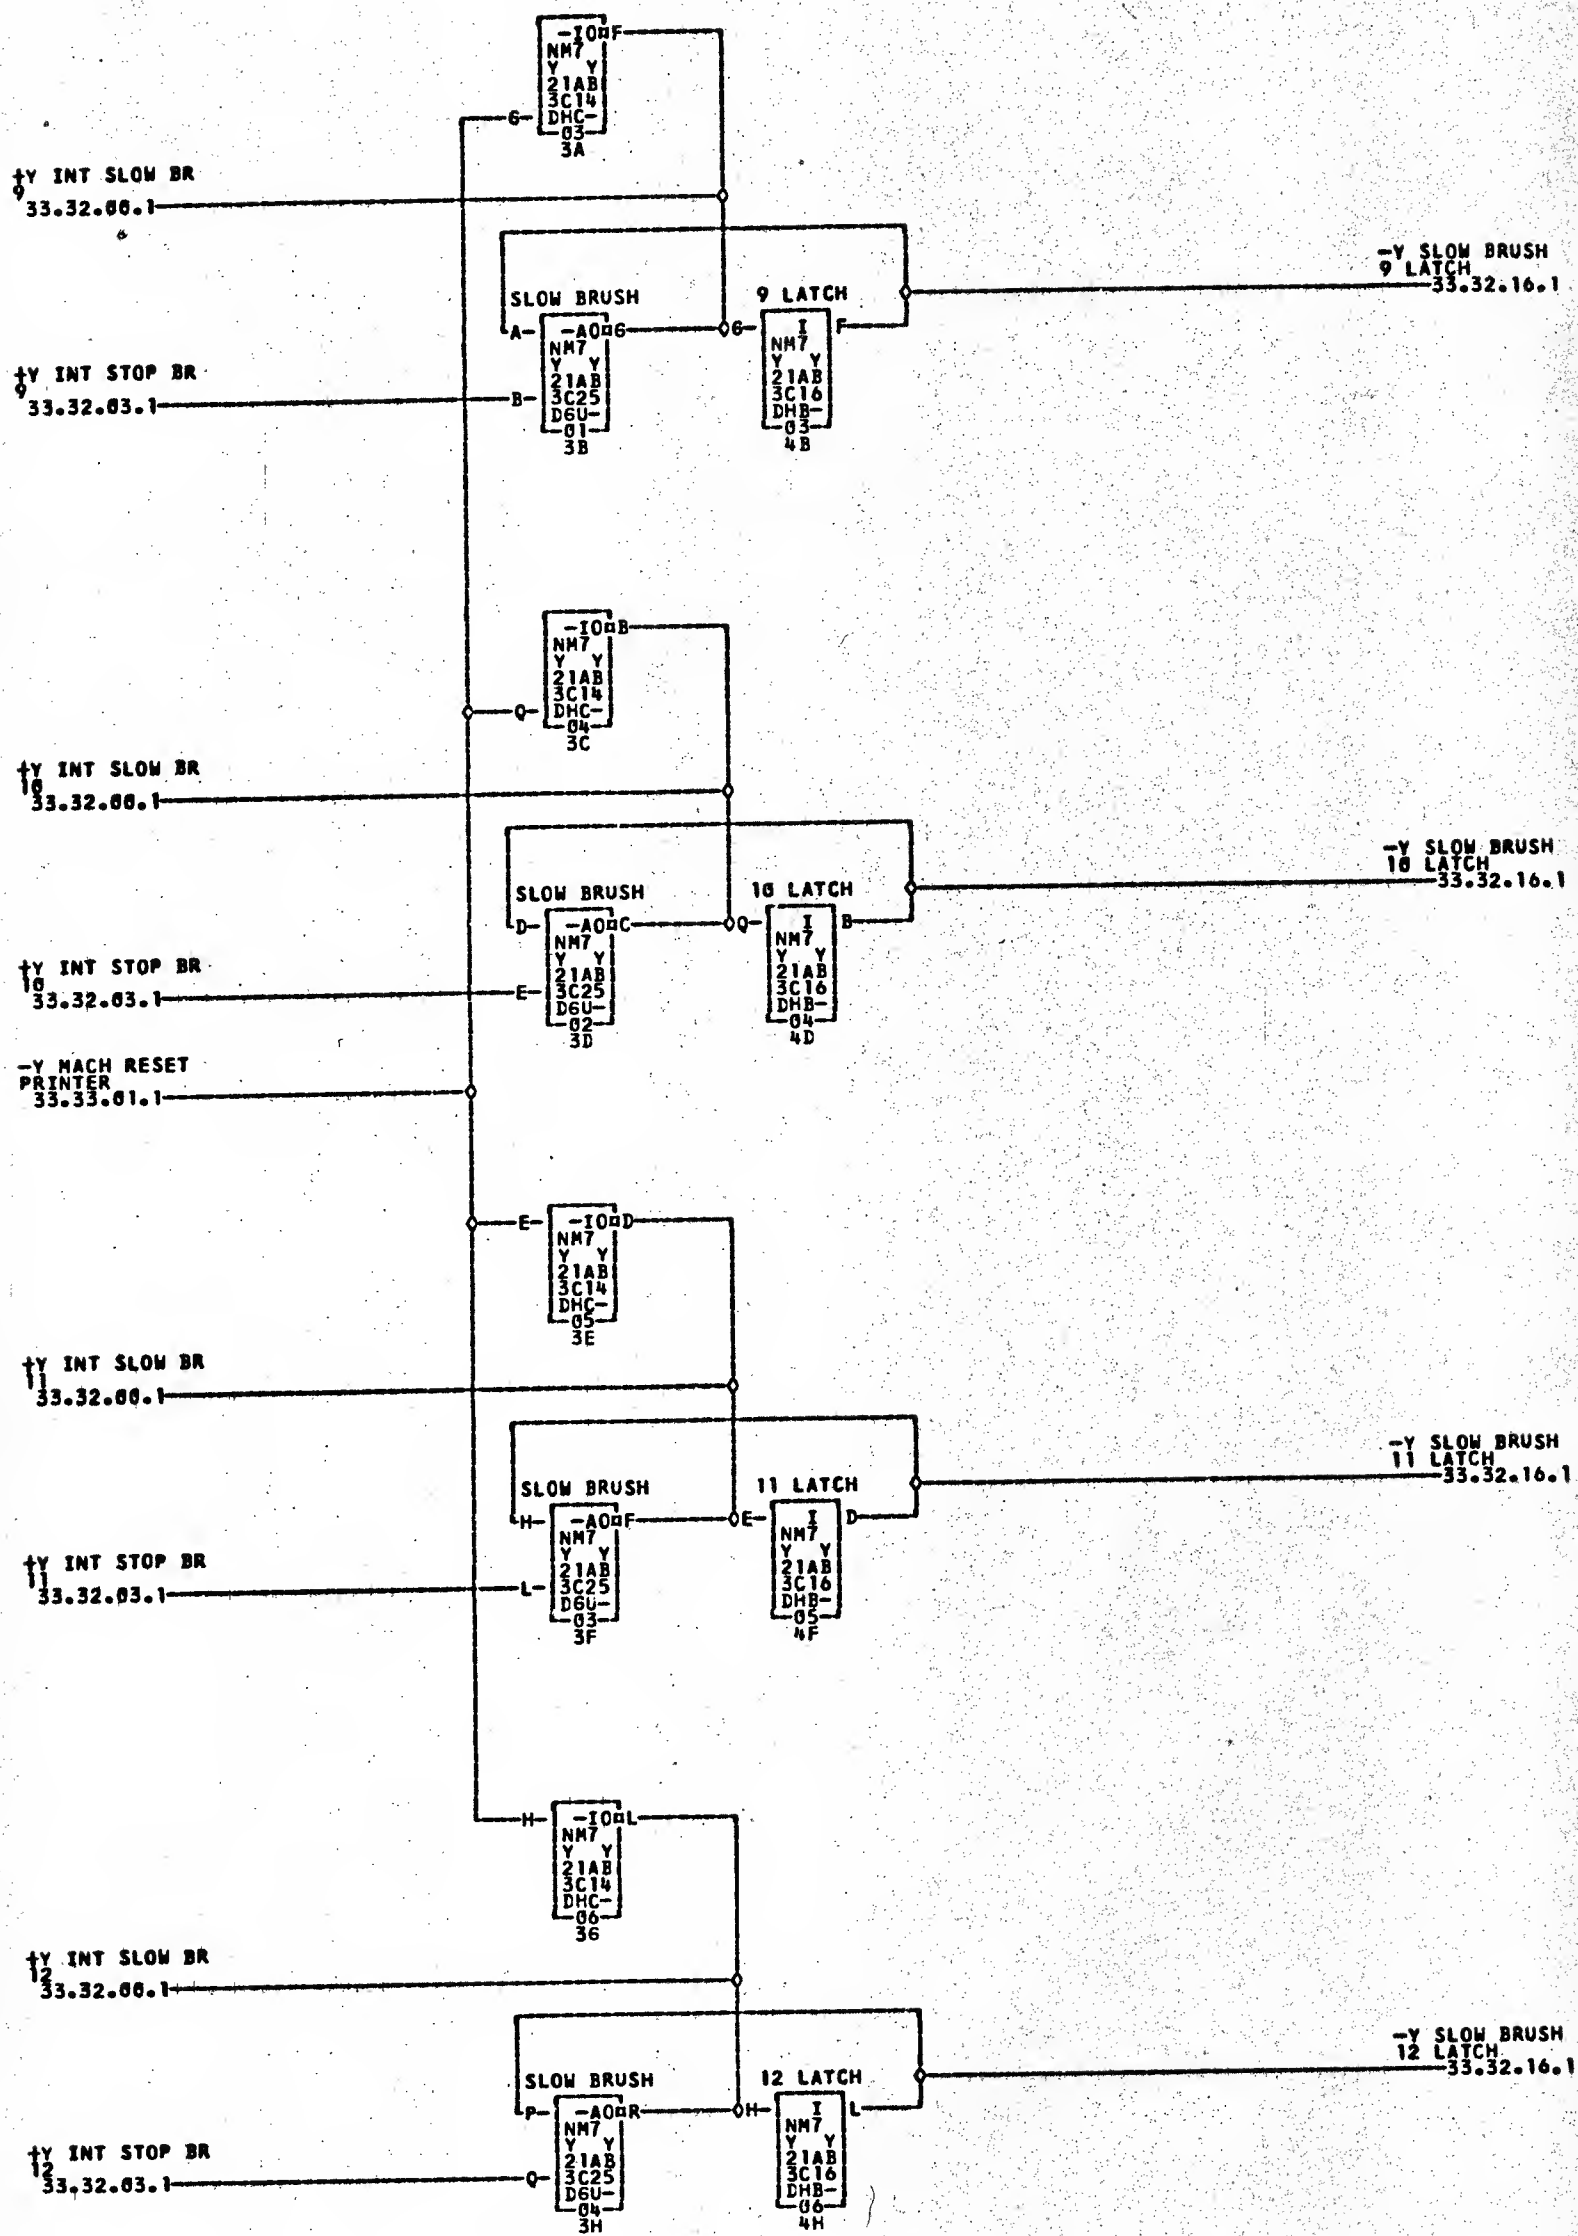 -IO¤F
NM7
Y Y
21AB
3C14
G- DHC-
03
3A
+Y INT SLOW BR
9
33.32.00.1
SLOW BRUSH 9 LATCH
-Y SLOW BRUSH
9 LATCH
33.32.16.1
A- -AO¤G G- I F
NM7 NM7
Y Y Y Y
21AB 21AB
+Y INT STOP BR
9
33.32.03.1
B- 3C25 3C16
D6U- DHB-
01 03
3B 4B
-IO¤B
NM7
Y Y
21AB
3C14
Q- DHC-
04
3C
+Y INT SLOW BR
10
33.32.00.1
SLOW BRUSH 10 LATCH
-Y SLOW BRUSH
10 LATCH
33.32.16.1
D- -AO¤C Q- I B
NM7 NM7
Y Y Y Y
21AB 21AB
+Y INT STOP BR
10
33.32.03.1
E- 3C25 3C16
D6U- DHB-
02 04
3D 4D
-Y MACH RESET
PRINTER
33.33.01.1
E- -IO¤D
NM7
Y Y
21AB
3C14
DHC-
05
3E
+Y INT SLOW BR
11
33.32.00.1
SLOW BRUSH 11 LATCH
-Y SLOW BRUSH
11 LATCH
33.32.16.1
H- -AO¤F E- I D
NM7 NM7
Y Y Y Y
21AB 21AB
+Y INT STOP BR
11
33.32.03.1
L- 3C25 3C16
D6U- DHB-
03 05
3F 4F
H- -IO¤L
NM7
Y Y
21AB
3C14
DHC-
06
3G
+Y INT SLOW BR
12
33.32.00.1
SLOW BRUSH 12 LATCH
-Y SLOW BRUSH
12 LATCH
33.32.16.1
P- -AO¤R H- I L
NM7 NM7
Y Y Y Y
21AB 21AB
+Y INT STOP BR
12
33.32.03.1
Q- 3C25 3C16
D6U- DHB-
04 06
3H 4H